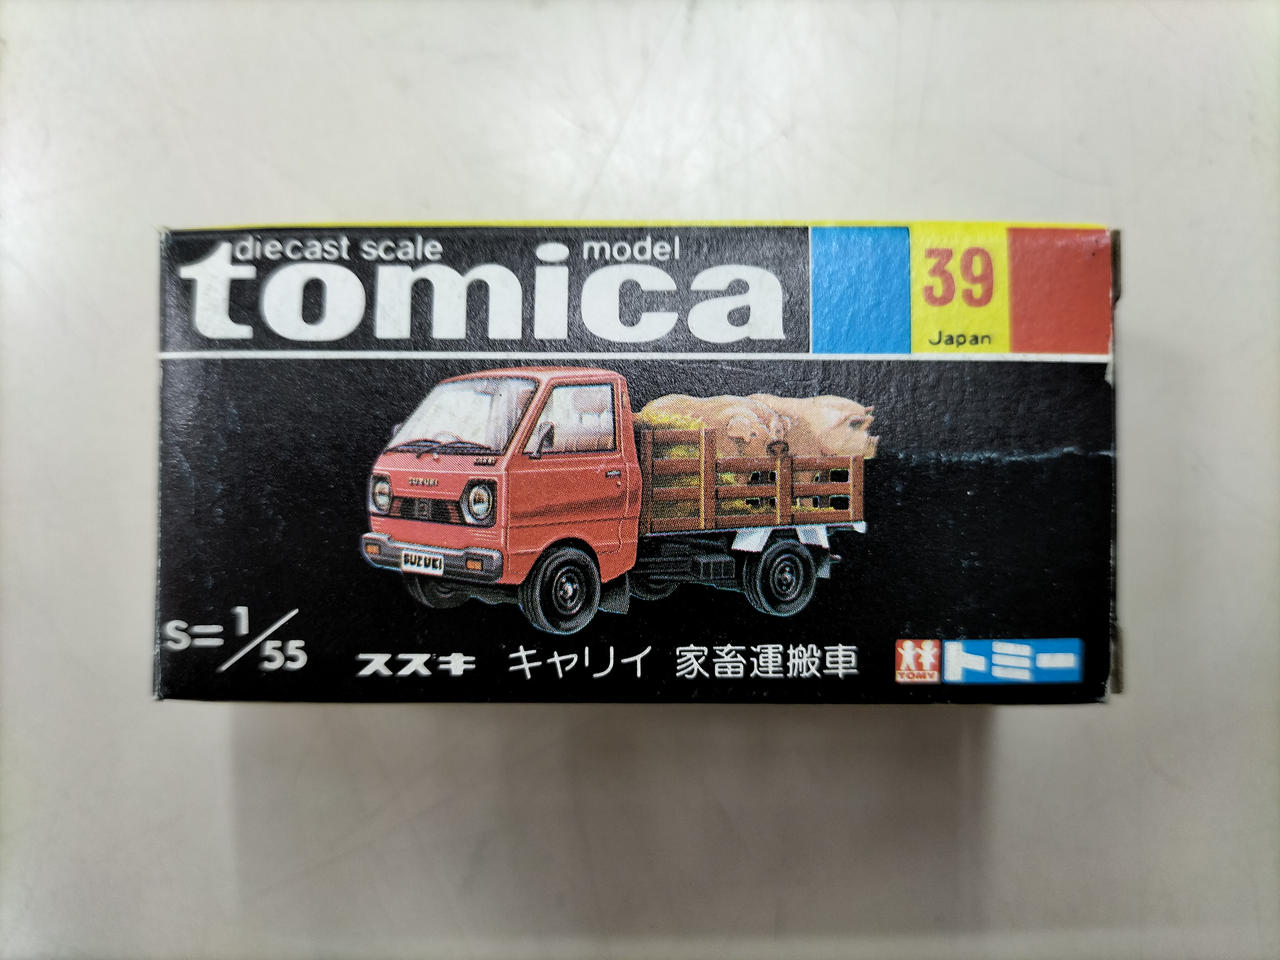 diecast scale model
tomica
39
Japan
SUZUKI
SUZUKI
S=1/55
スズキ キャリイ 家畜運搬車
TOMY
トミー